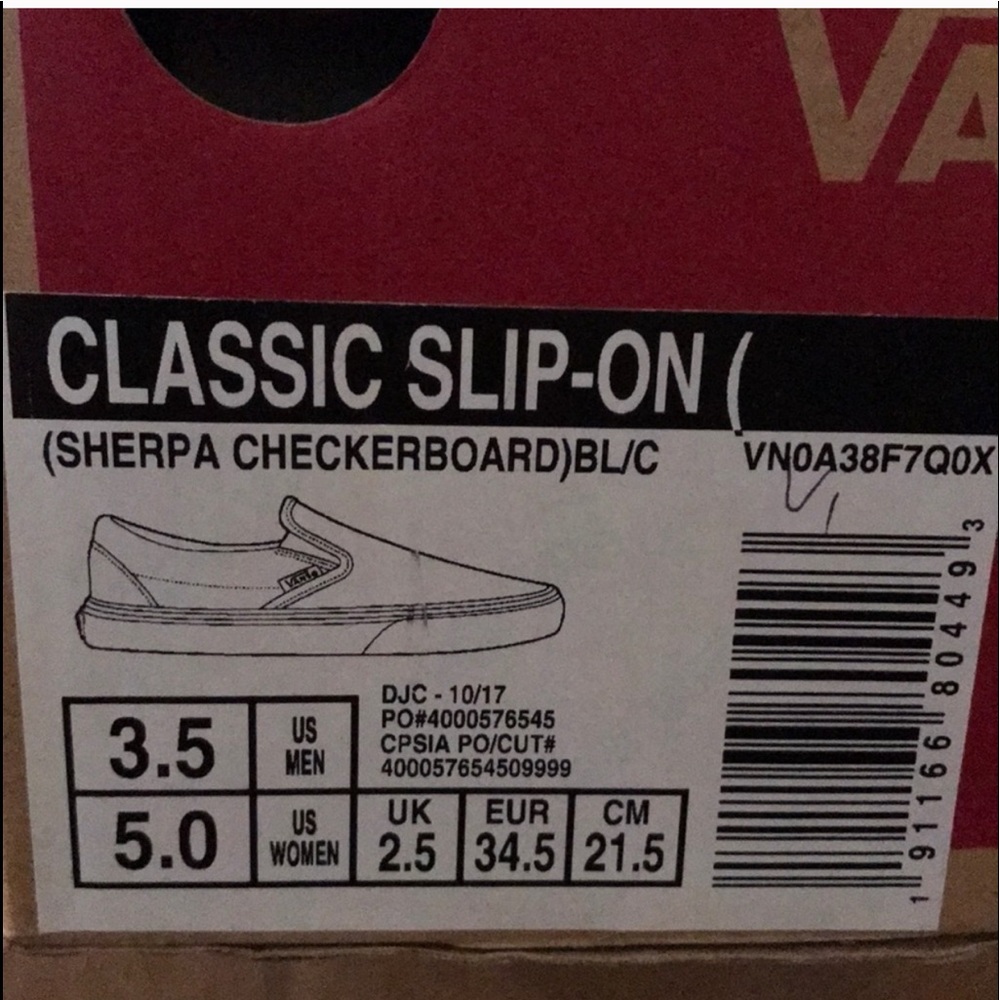 VA
CLASSIC SLIP-ON (
(SHERPA CHECKERBOARD)BL/C
VN0A38F7Q0X
VANS
DJC - 10/17
PO#4000576545
CPSIA PO/CUT#
400057654509999
3.5 US MEN
5.0 US WOMEN
UK 2.5
EUR 34.5
CM 21.5
1 91166 80449 3